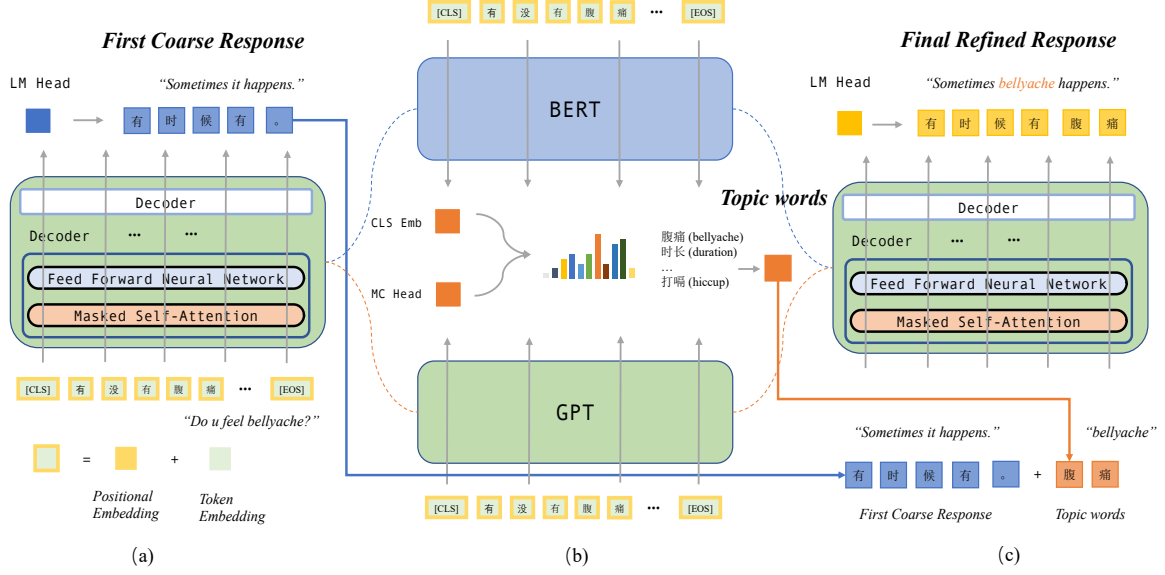 First Coarse Response
LM Head
“Sometimes it happens.”
有 时 候 有 。
Decoder
Decoder ... ...
Feed Forward Neural Network
Masked Self-Attention
[CLS] 有 没 有 腹 痛 ... [EOS]
“Do u feel bellyache?”
= +
Positional Embedding
Token Embedding
(a)
[CLS] 有 没 有 腹 痛 ... [EOS]
BERT
CLS Emb
MC Head
Topic words
腹痛 (bellyache)
时长 (duration)
...
打嗝 (hiccup)
GPT
[CLS] 有 没 有 腹 痛 ... [EOS]
(b)
Final Refined Response
LM Head
“Sometimes bellyache happens.”
有 时 候 有 腹 痛
Decoder
Decoder ... ...
Feed Forward Neural Network
Masked Self-Attention
“Sometimes it happens.” “bellyache”
有 时 候 有 。 + 腹 痛
First Coarse Response Topic words
(c)